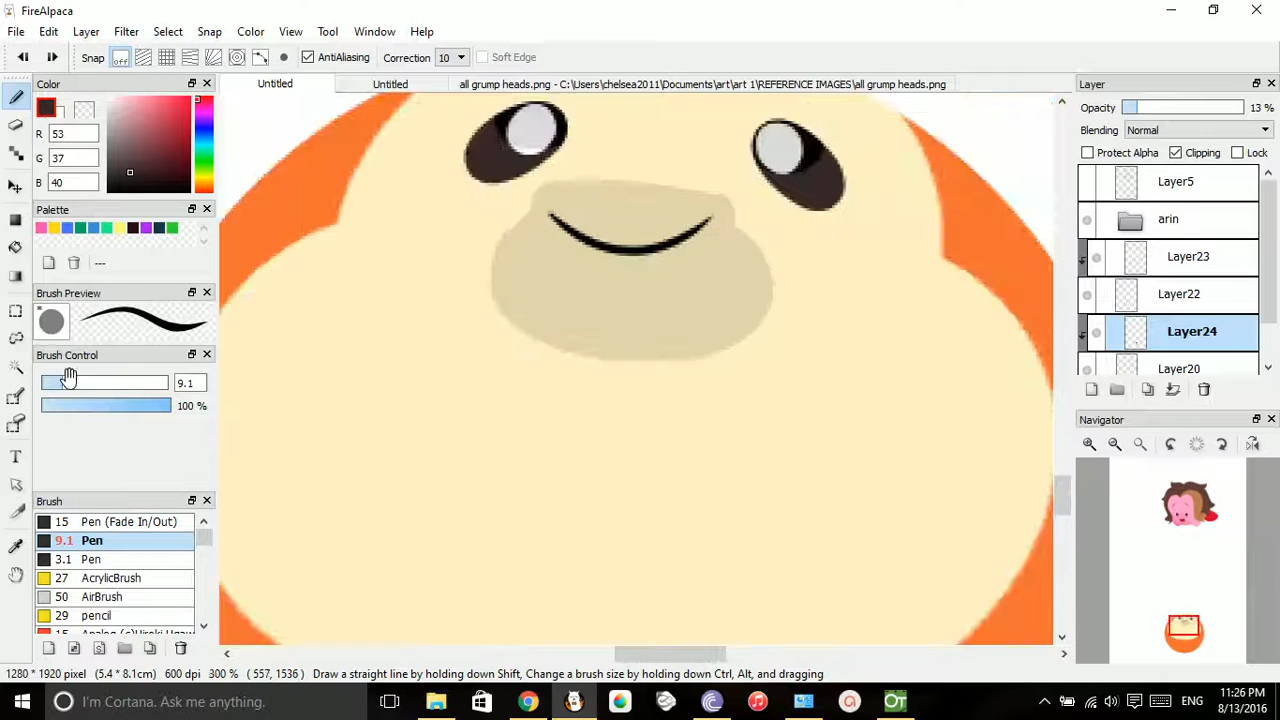 FireAlpaca
File Edit Layer Filter Select Snap Color View Tool Window Help
Snap off AntiAliasing Correction 10 Soft Edge
Color
Untitled Untitled all grump heads.png - C:\Users\chelsea2011\Documents\art\art 1\REFERENCE IMAGES\all grump heads.png
R 53
G 37
B 40
Palette
---
Brush Preview
Brush Control
9.1
100 %
Brush
15 Pen (Fade In/Out)
9.1 Pen
3.1 Pen
27 AcrylicBrush
50 AirBrush
29 pencil
Layer
Opacity 13 %
Blending Normal
Protect Alpha Clipping Lock
Layer5
arin
Layer23
Layer22
Layer24
Layer20
Navigator
1280 * 1920 pixel (5.4 * 8.1cm) 600 dpi 300 % ( 557, 1536 ) Draw a straight line by holding down Shift, Change a brush size by holding down Ctrl, Alt, and dragging
I'm Cortana. Ask me anything.
ENG
11:26 PM
8/13/2016